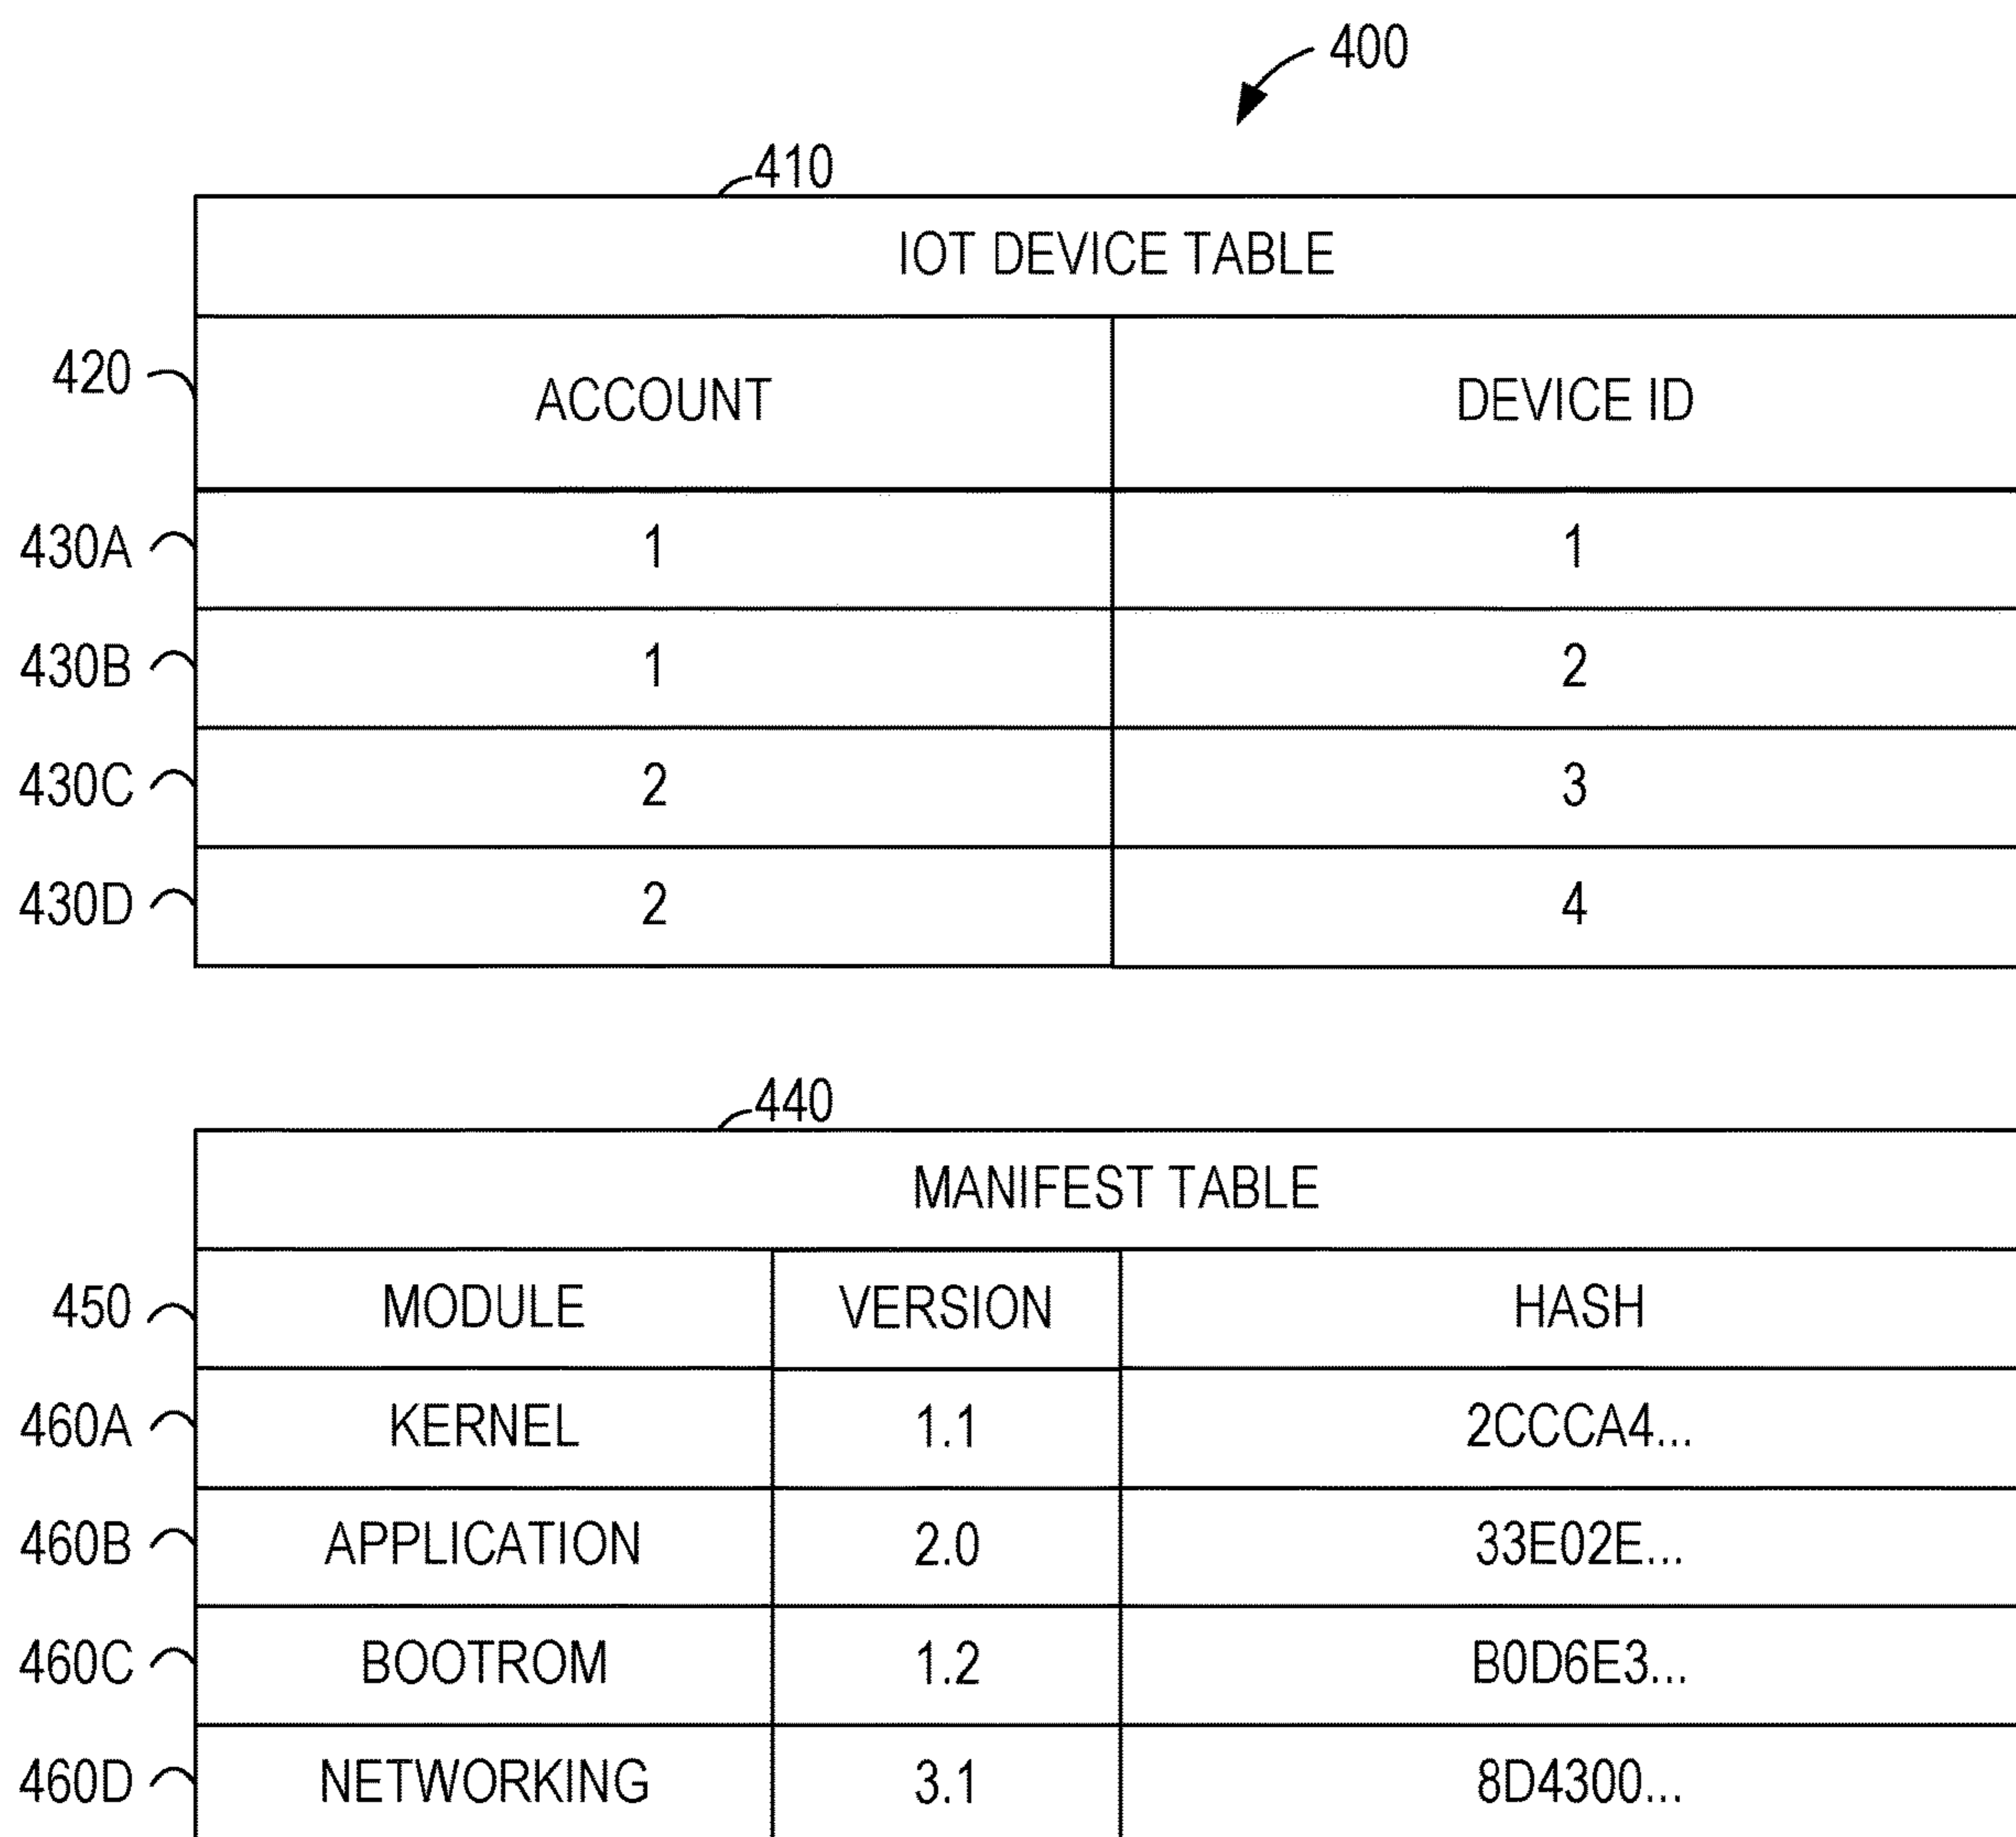 400
410
IOT DEVICE TABLE
420 ACCOUNT DEVICE ID
430A 1 1
430B 1 2
430C 2 3
430D 2 4
440
MANIFEST TABLE
450 MODULE VERSION HASH
460A KERNEL 1.1 2CCCA4...
460B APPLICATION 2.0 33E02E...
460C BOOTROM 1.2 B0D6E3...
460D NETWORKING 3.1 8D4300...